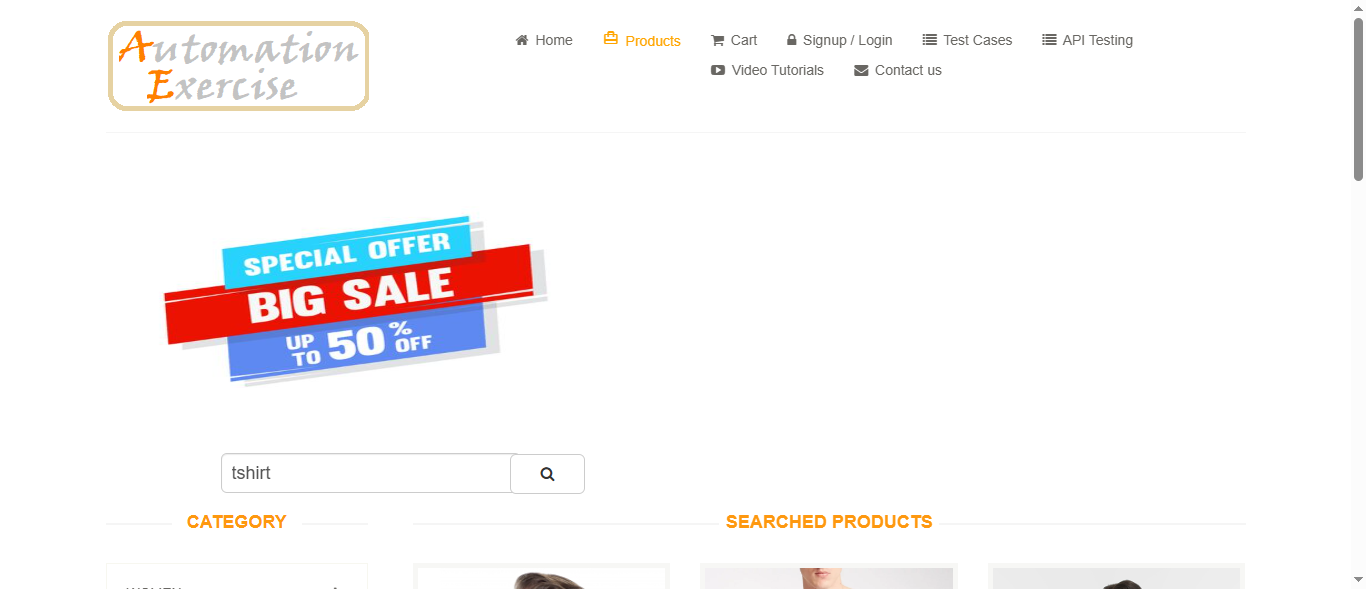 Automation
Exercise
Home
Products
Cart
Signup / Login
Test Cases
API Testing
Video Tutorials
Contact us
SPECIAL OFFER
BIG SALE
UP TO 50% OFF
tshirt
CATEGORY
SEARCHED PRODUCTS